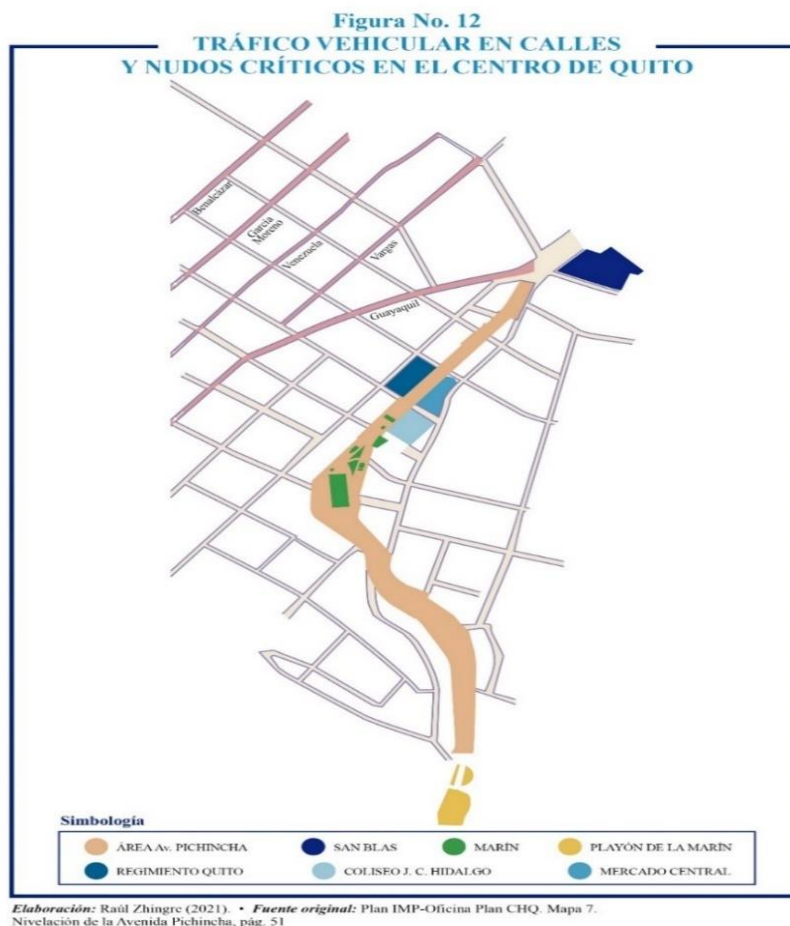 Figura No. 12
TRÁFICO VEHICULAR EN CALLES
Y NUDOS CRÍTICOS EN EL CENTRO DE QUITO
Benalcázar
García
Moreno
Venezuela
Vargas
Guayaquil
Simbología
ÁREA Av. PICHINCHA
SAN BLAS
MARÍN
PLAYÓN DE LA MARÍN
REGIMIENTO QUITO
COLISEO J. C. HIDALGO
MERCADO CENTRAL
Elaboración: Raúl Zhingre (2021). • Fuente original: Plan IMP-Oficina Plan CHQ. Mapa 7.
Nivelación de la Avenida Pichincha, pág. 51